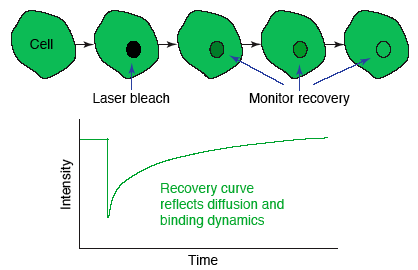 Cell
Laser bleach
Monitor recovery
Intensity
Recovery curve
reflects diffusion and
binding dynamics
Time